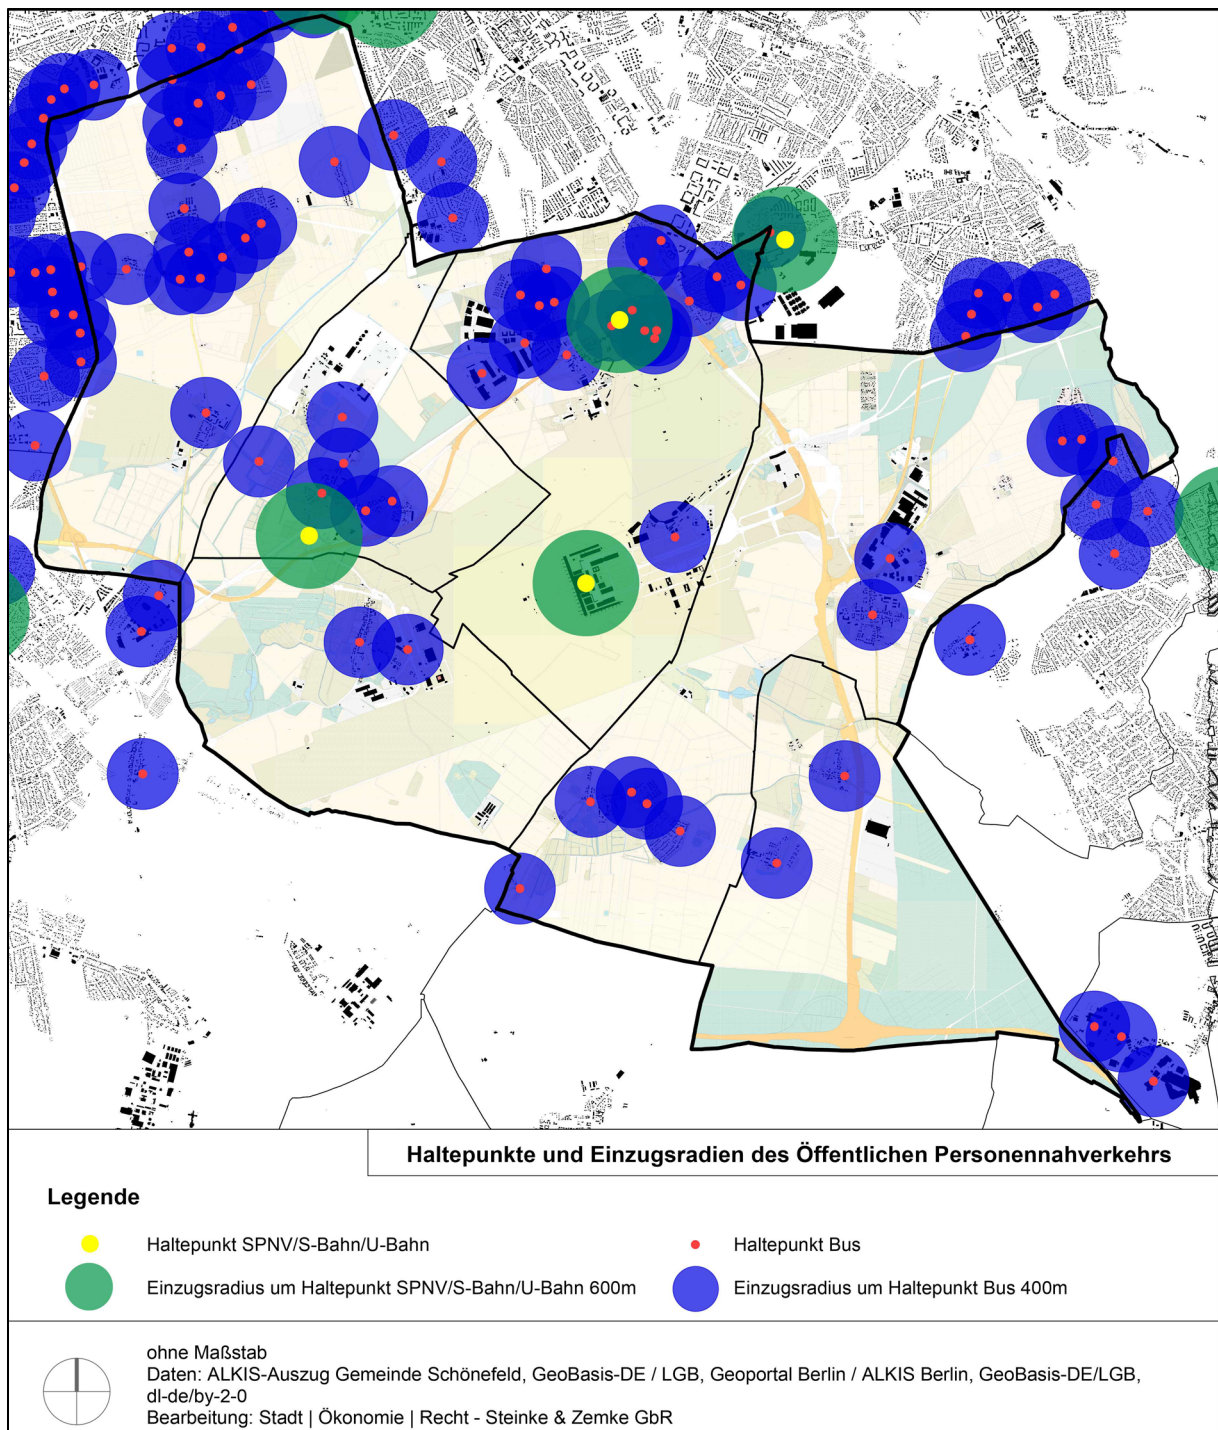 Haltepunkte und Einzugsradien des Öffentlichen Personennahverkehrs
Legende
Haltepunkt SPNV/S-Bahn/U-Bahn
Haltepunkt Bus
Einzugsradius um Haltepunkt SPNV/S-Bahn/U-Bahn 600m
Einzugsradius um Haltepunkt Bus 400m
ohne Maßstab
Daten: ALKIS-Auszug Gemeinde Schönefeld, GeoBasis-DE / LGB, Geoportal Berlin / ALKIS Berlin, GeoBasis-DE/LGB,
dl-de/by-2-0
Bearbeitung: Stadt | Ökonomie | Recht - Steinke & Zemke GbR